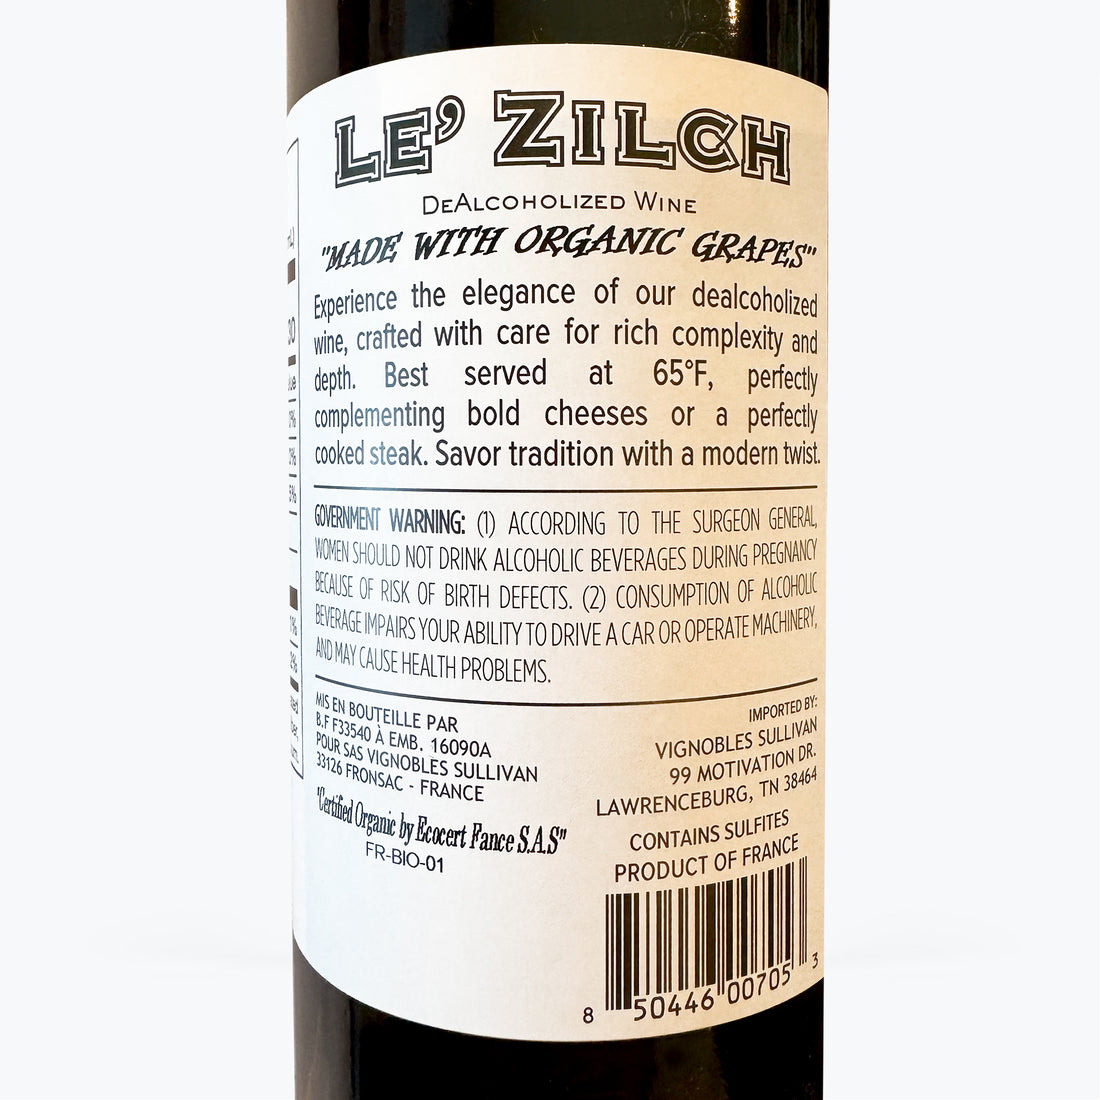 LE' ZILCH
DEALCOHOLIZED WINE
"MADE WITH ORGANIC GRAPES"
Experience the elegance of our dealcoholized
wine, crafted with care for rich complexity and
depth. Best served at 65°F, perfectly
complementing bold cheeses or a perfectly
cooked steak. Savor tradition with a modern twist.
GOVERNMENT WARNING: (1) ACCORDING TO THE SURGEON GENERAL,
WOMEN SHOULD NOT DRINK ALCOHOLIC BEVERAGES DURING PREGNANCY
BECAUSE OF RISK OF BIRTH DEFECTS. (2) CONSUMPTION OF ALCOHOLIC
BEVERAGE IMPAIRS YOUR ABILITY TO DRIVE A CAR OR OPERATE MACHINERY,
AND MAY CAUSE HEALTH PROBLEMS.
MIS EN BOUTEILLE PAR
B.F F33540 À EMB. 16090A
POUR SAS VIGNOBLES SULLIVAN
33126 FRONSAC - FRANCE
"Certified Organic by Ecocert Fance S.A.S"
FR-BIO-01
IMPORTED BY:
VIGNOBLES SULLIVAN
99 MOTIVATION DR.
LAWRENCEBURG, TN 38464
CONTAINS SULFITES
PRODUCT OF FRANCE
8 50446 00705 3